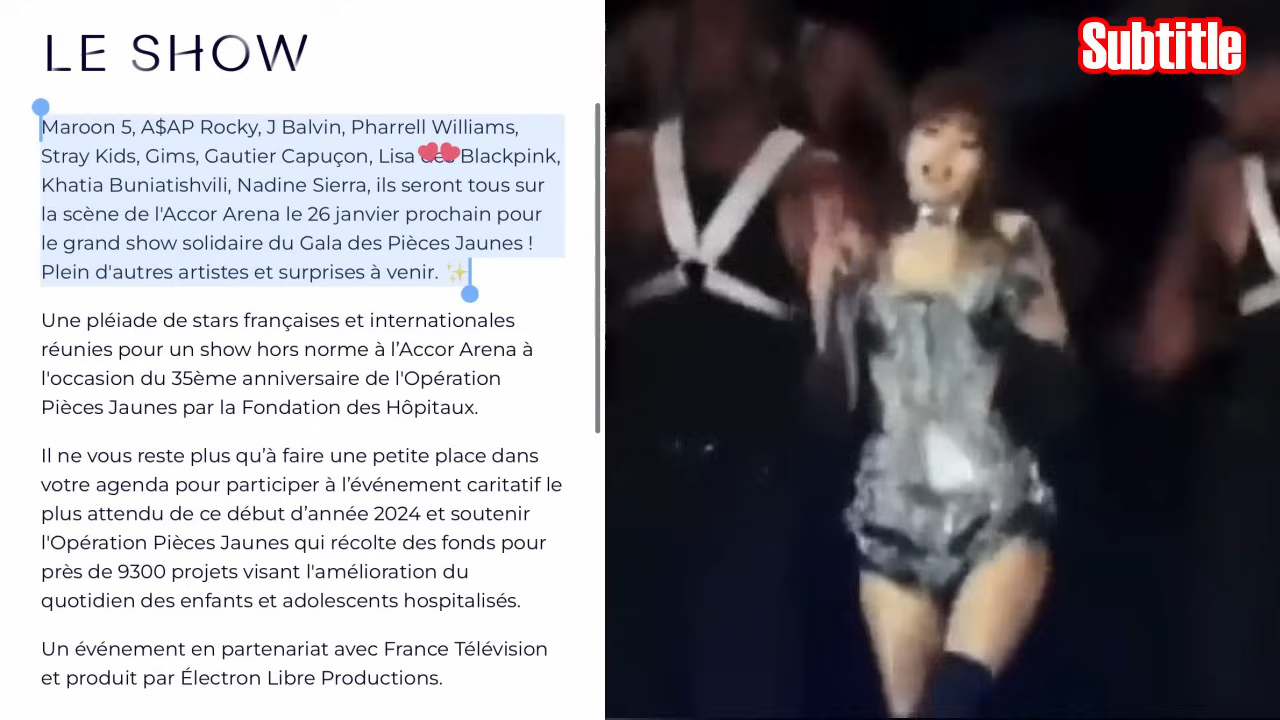 LE SHOW
Subtitle
Maroon 5, A$AP Rocky, J Balvin, Pharrell Williams,
Stray Kids, Gims, Gautier Capuçon, Lisa des Blackpink,
Khatia Buniatishvili, Nadine Sierra, ils seront tous sur
la scène de l'Accor Arena le 26 janvier prochain pour
le grand show solidaire du Gala des Pièces Jaunes !
Plein d'autres artistes et surprises à venir. ✨
Une pléiade de stars françaises et internationales
réunies pour un show hors norme à l’Accor Arena à
l'occasion du 35ème anniversaire de l'Opération
Pièces Jaunes par la Fondation des Hôpitaux.
Il ne vous reste plus qu’à faire une petite place dans
votre agenda pour participer à l’événement caritatif le
plus attendu de ce début d’année 2024 et soutenir
l'Opération Pièces Jaunes qui récolte des fonds pour
près de 9300 projets visant l'amélioration du
quotidien des enfants et adolescents hospitalisés.
Un événement en partenariat avec France Télévision
et produit par Électron Libre Productions.